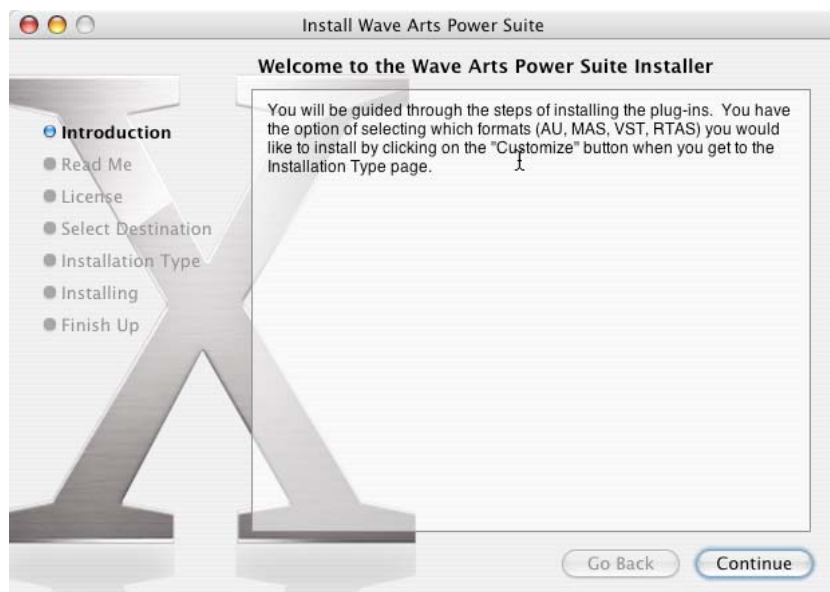 Install Wave Arts Power Suite
Welcome to the Wave Arts Power Suite Installer
Introduction
Read Me
License
Select Destination
Installation Type
Installing
Finish Up
You will be guided through the steps of installing the plug-ins. You have
the option of selecting which formats (AU, MAS, VST, RTAS) you would
like to install by clicking on the "Customize" button when you get to the
Installation Type page.
Go Back
Continue